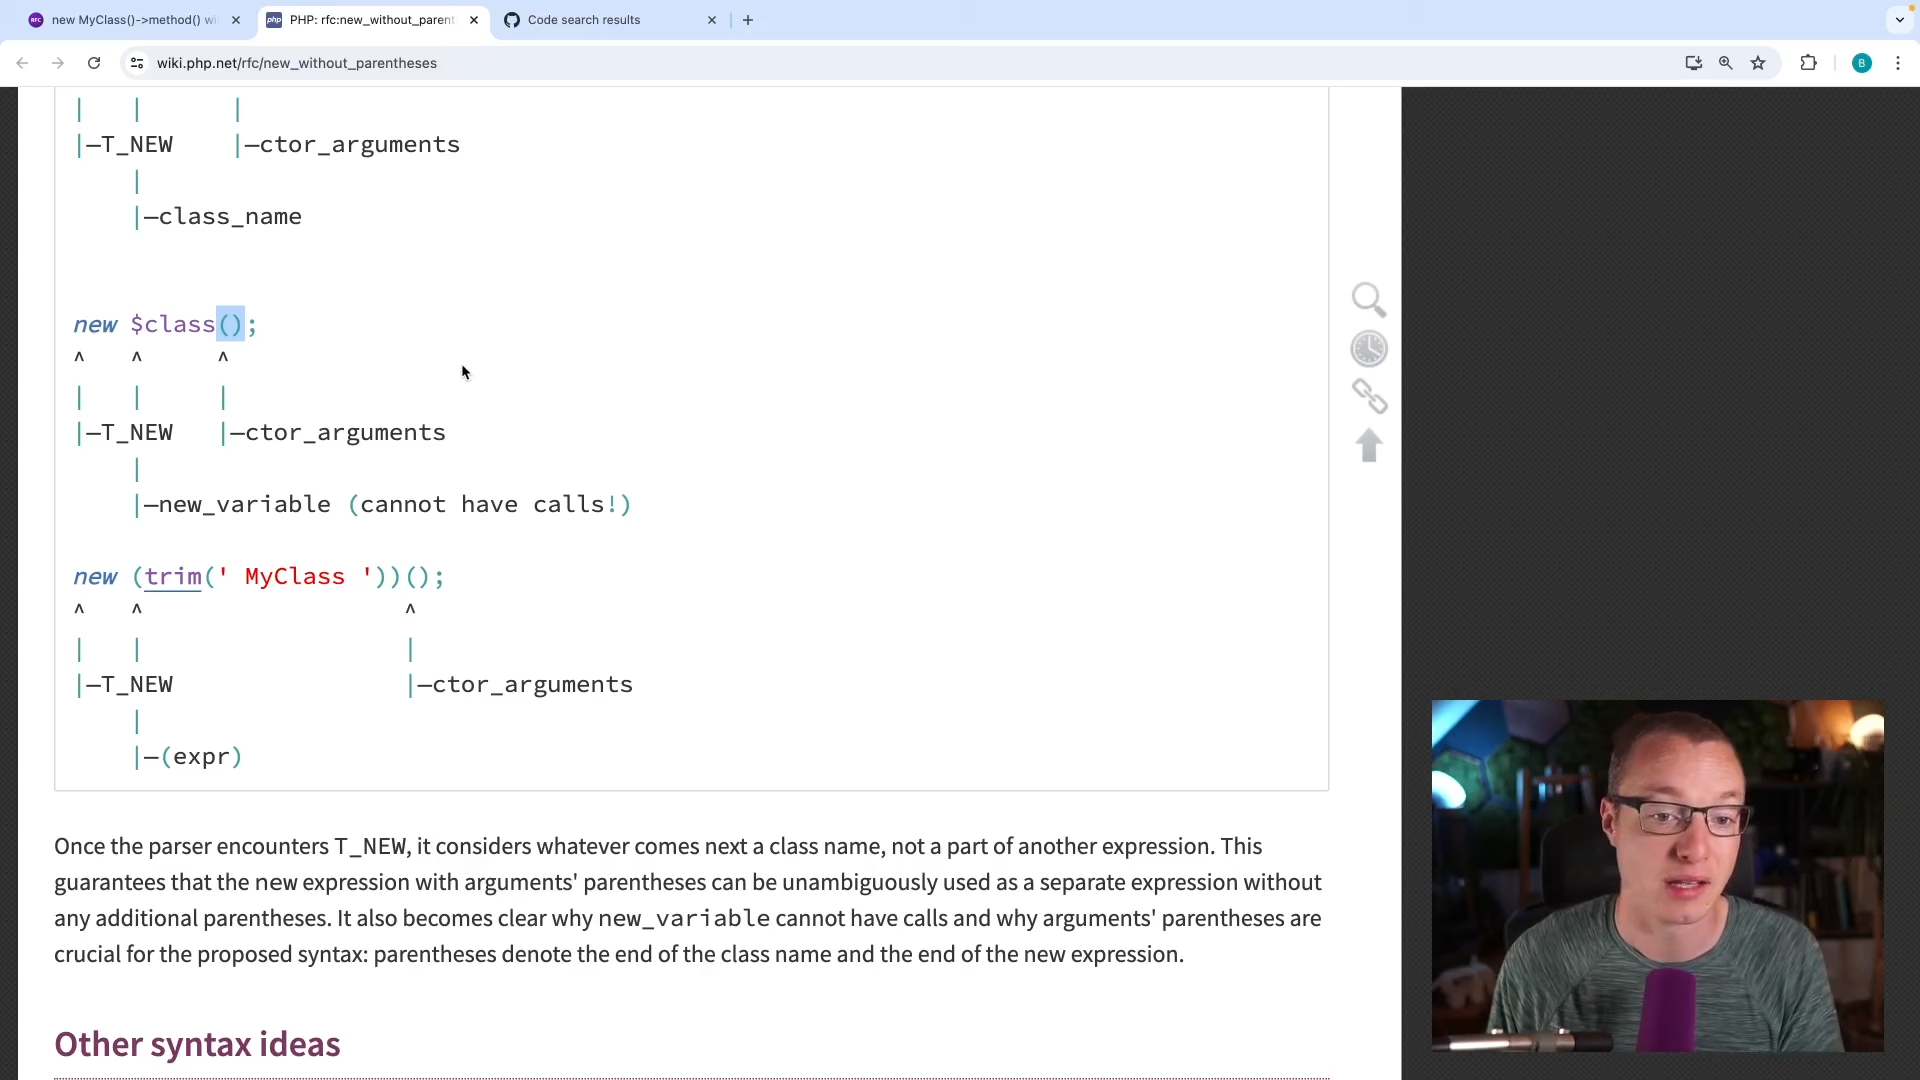 new MyClass()->method() wi
PHP: rfc:new_without_parent
Code search results
wiki.php.net/rfc/new_without_parentheses
B
|    |       |
|—T_NEW    |—ctor_arguments
|
|—class_name
new $class();
^    ^      ^
|    |      |
|—T_NEW   |—ctor_arguments
|
|—new_variable (cannot have calls!)
new (trim(' MyClass '))();
^    ^                   ^
|    |                   |
|—T_NEW                |—ctor_arguments
|
|—(expr)
Once the parser encounters T_NEW, it considers whatever comes next a class name, not a part of another expression. This
guarantees that the new expression with arguments' parentheses can be unambiguously used as a separate expression without
any additional parentheses. It also becomes clear why new_variable cannot have calls and why arguments' parentheses are
crucial for the proposed syntax: parentheses denote the end of the class name and the end of the new expression.
Other syntax ideas